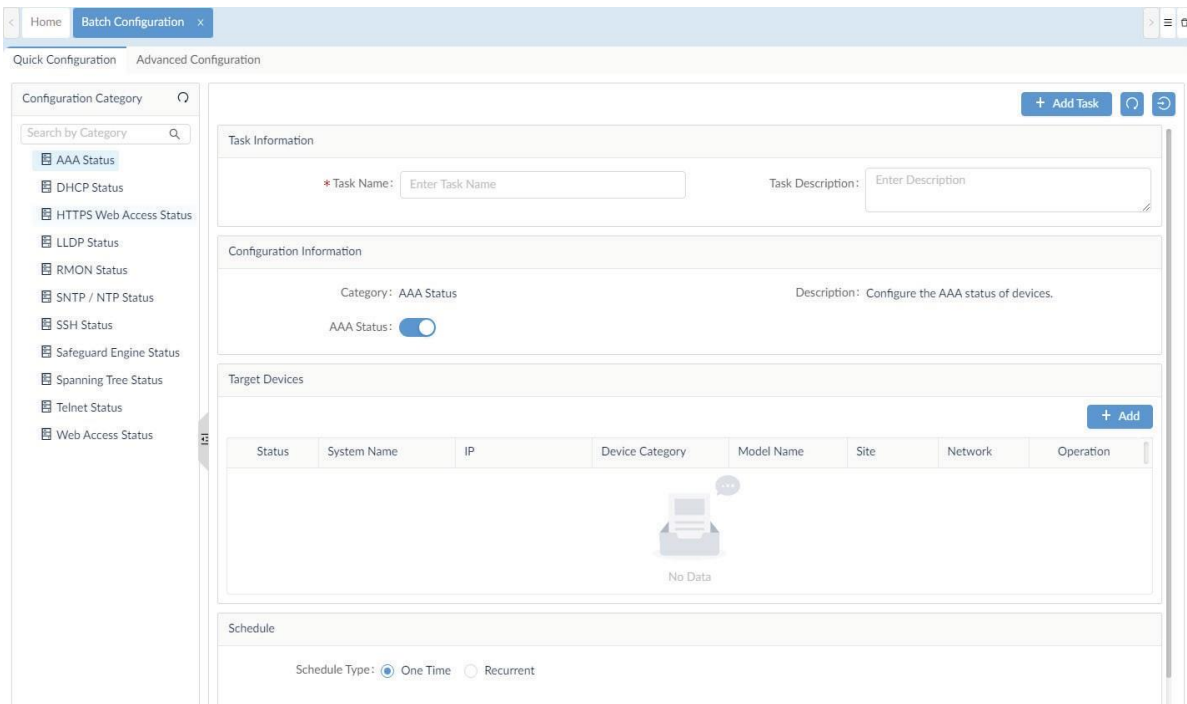 Home Batch Configuration x
Quick Configuration Advanced Configuration
Configuration Category
Search by Category
AAA Status
DHCP Status
HTTPS Web Access Status
LLDP Status
RMON Status
SNTP / NTP Status
SSH Status
Safeguard Engine Status
Spanning Tree Status
Telnet Status
Web Access Status
+ Add Task
Task Information
* Task Name: Enter Task Name Task Description: Enter Description
Configuration Information
Category: AAA Status Description: Configure the AAA status of devices.
AAA Status:
Target Devices
+ Add
Status System Name IP Device Category Model Name Site Network Operation
No Data
Schedule
Schedule Type: One Time Recurrent